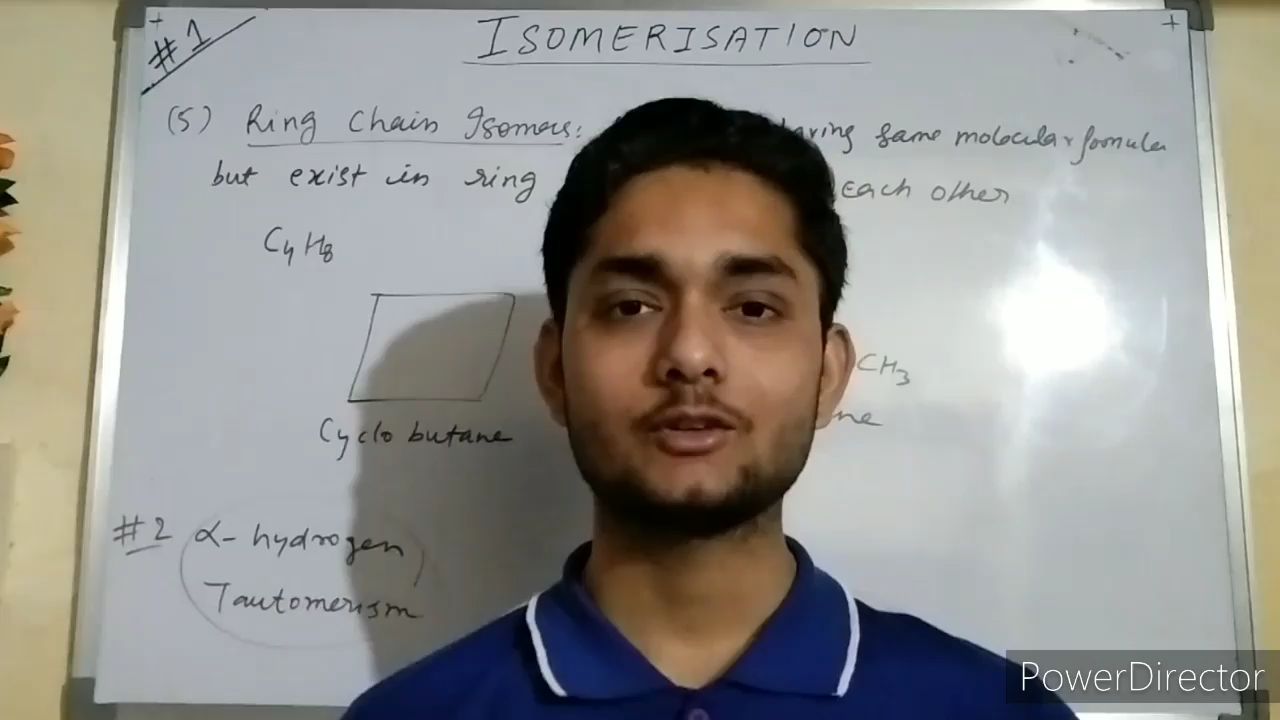 #1
ISOMERISATION
(5) Ring Chain Isomers: having same molecular formula
but exist in ring each other
C4H8
CH3
Cyclo butane
ne
#2 α- hydrogen
Tautomerism
PowerDirector